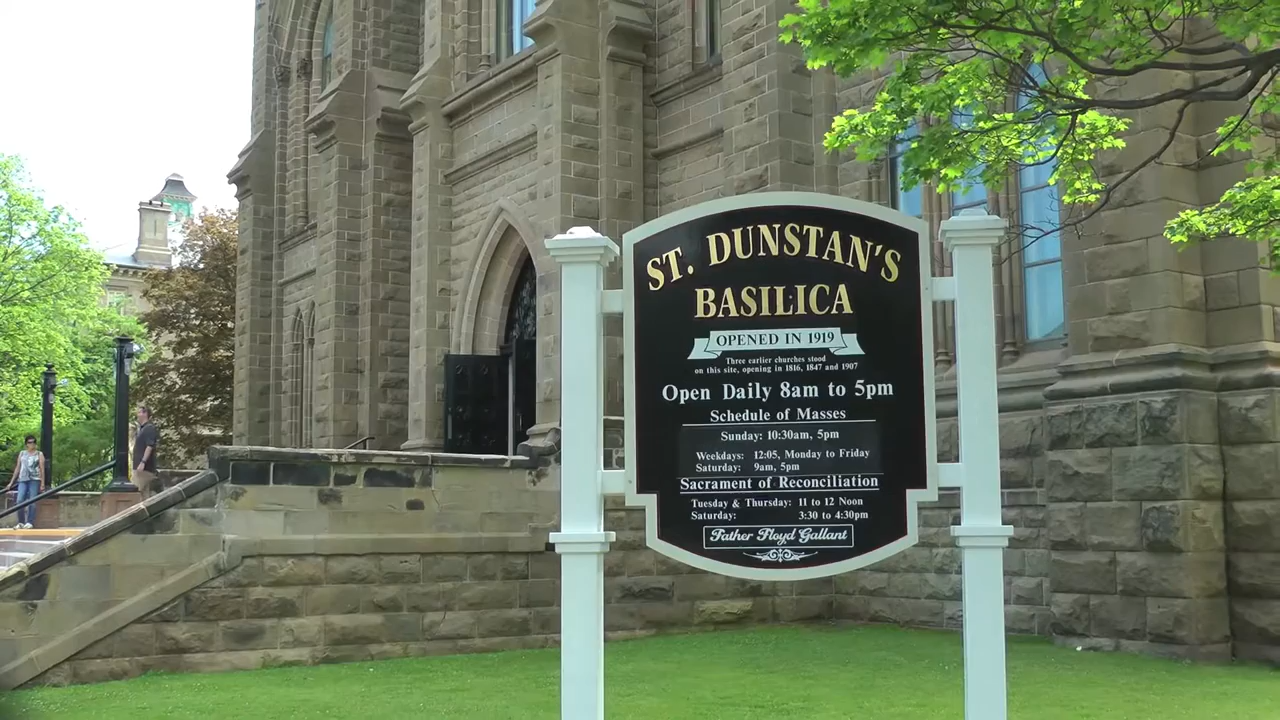 ST. DUNSTAN'S
BASILICA
OPENED IN 1919
Three earlier churches stood
on this site, opening in 1816, 1847 and 1907
Open Daily 8am to 5pm
Schedule of Masses
Sunday: 10:30am, 5pm
Weekdays: 12:05, Monday to Friday
Saturday: 9am, 5pm
Sacrament of Reconciliation
Tuesday & Thursday: 11 to 12 Noon
Saturday: 3:30 to 4:30pm
Father Floyd Gallant